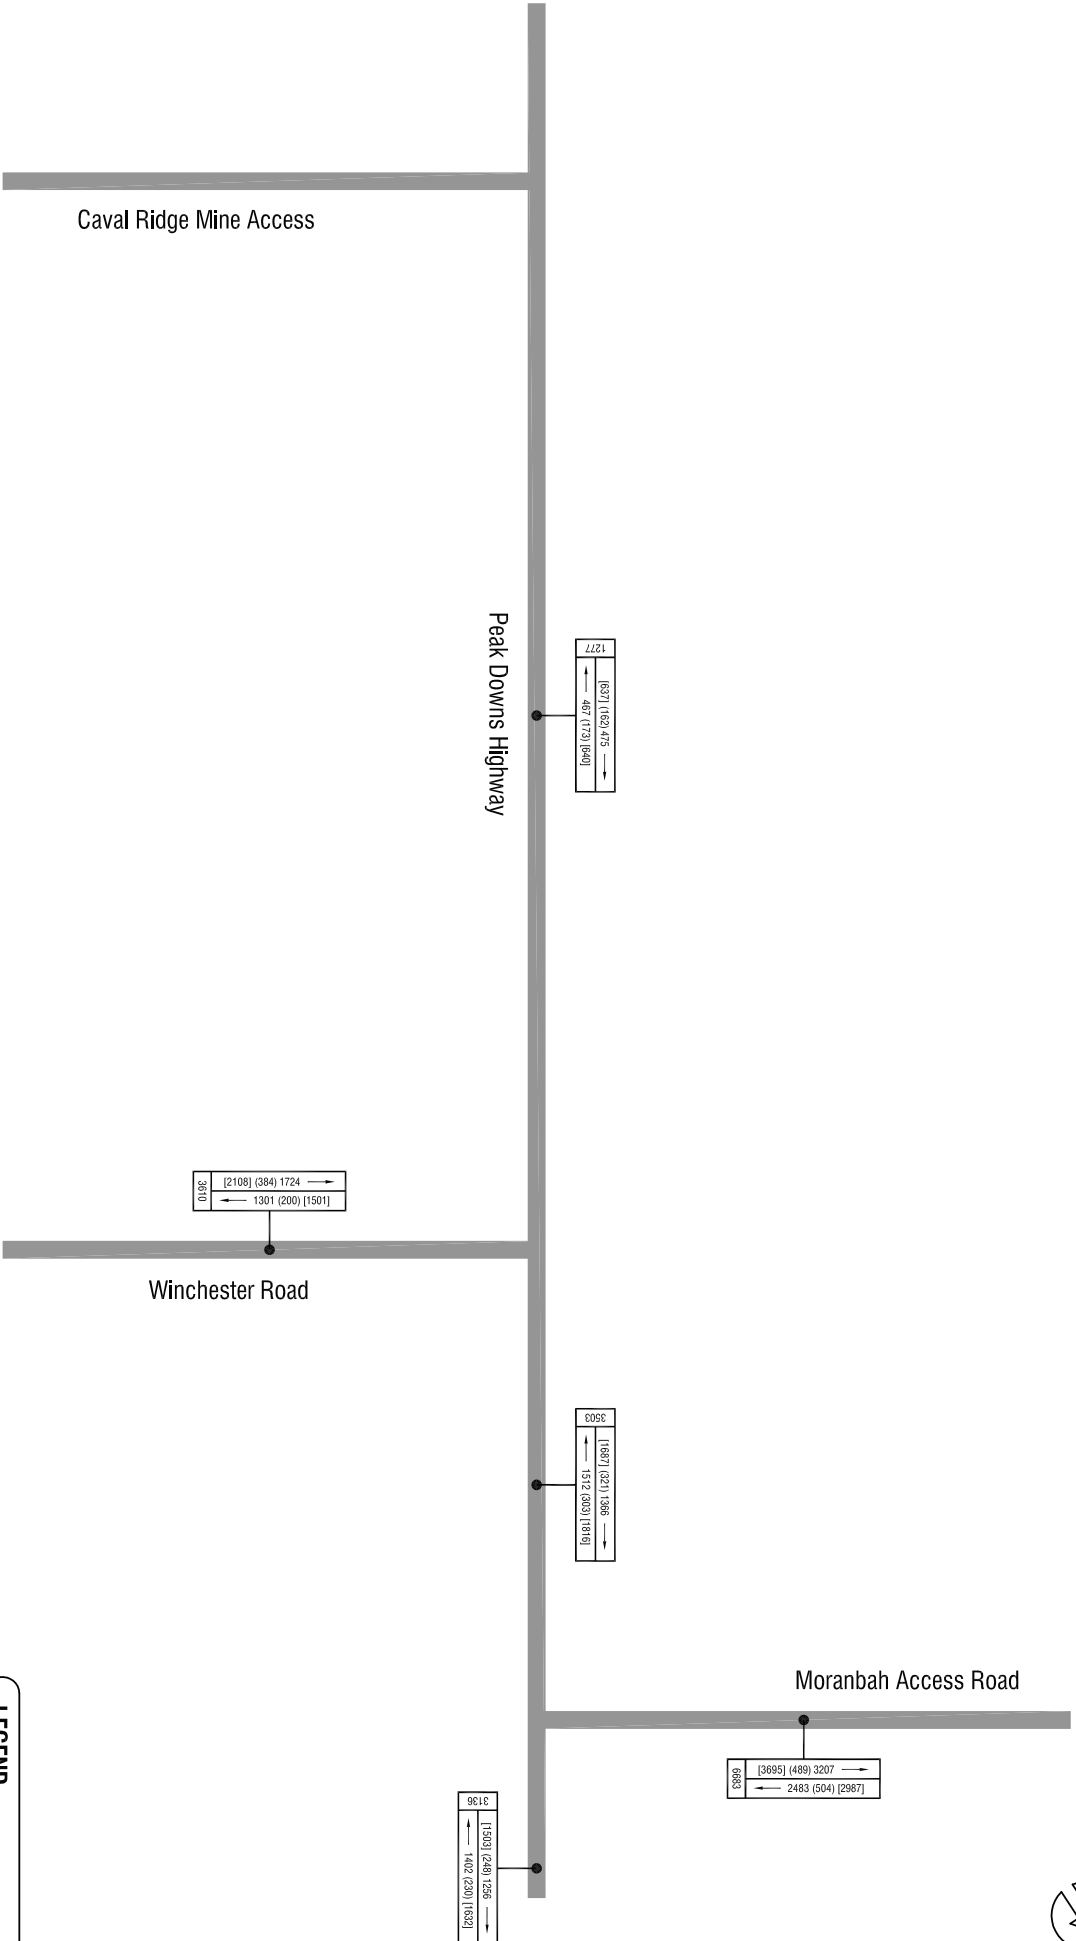 Caval Ridge Mine Access
Peak Downs Highway
1277
[637] (162) 475
467 (173) [640]
3610
[2108] (384) 1724
1301 (200) [1501]
Winchester Road
3503
[1687] (321) 1366
1512 (303) [1816]
Moranbah Access Road
6683
[3695] (489) 3207
2483 (504) [2987]
3136
[1503] (248) 1256
1402 (230) [1632]
LEGEND